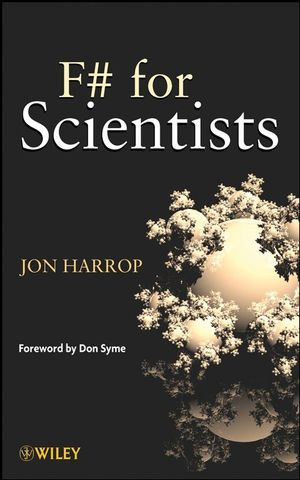 F# for
Scientists
JON HARROP
Foreword by Don Syme
WILEY